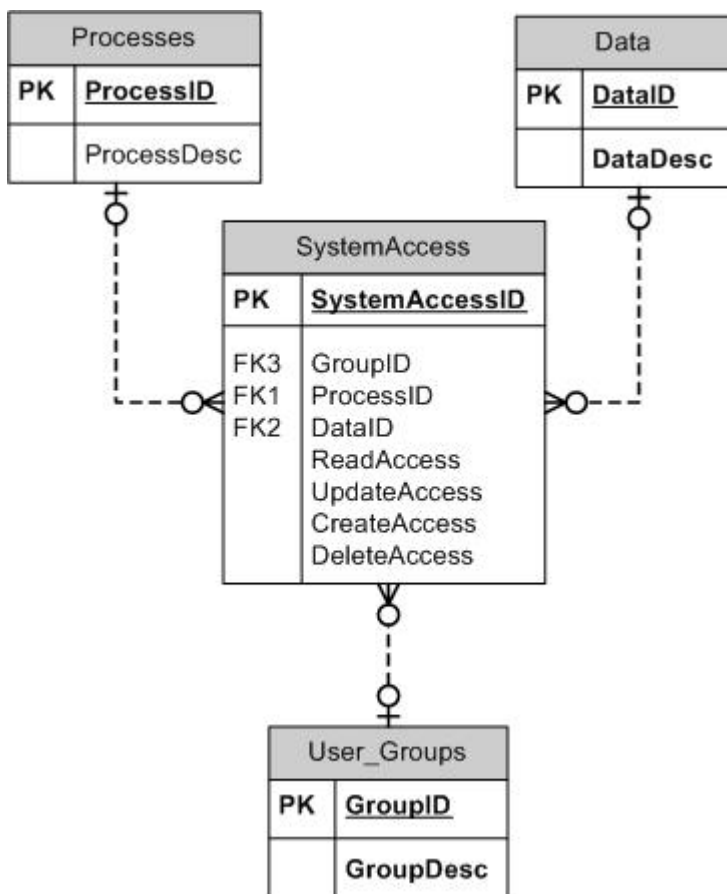 Processes
PK ProcessID
ProcessDesc
Data
PK DataID
DataDesc
SystemAccess
PK SystemAccessID
FK3 GroupID
FK1 ProcessID
FK2 DataID
ReadAccess
UpdateAccess
CreateAccess
DeleteAccess
User_Groups
PK GroupID
GroupDesc